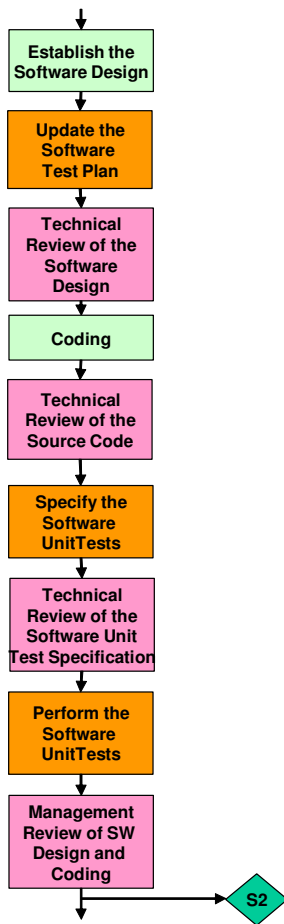 Establish the
Software Design
Update the
Software
Test Plan
Technical
Review of the
Software
Design
Coding
Technical
Review of the
Source Code
Specify the
Software
UnitTests
Technical
Review of the
Software Unit
Test Specification
Perform the
Software
UnitTests
Management
Review of SW
Design and
Coding
S2